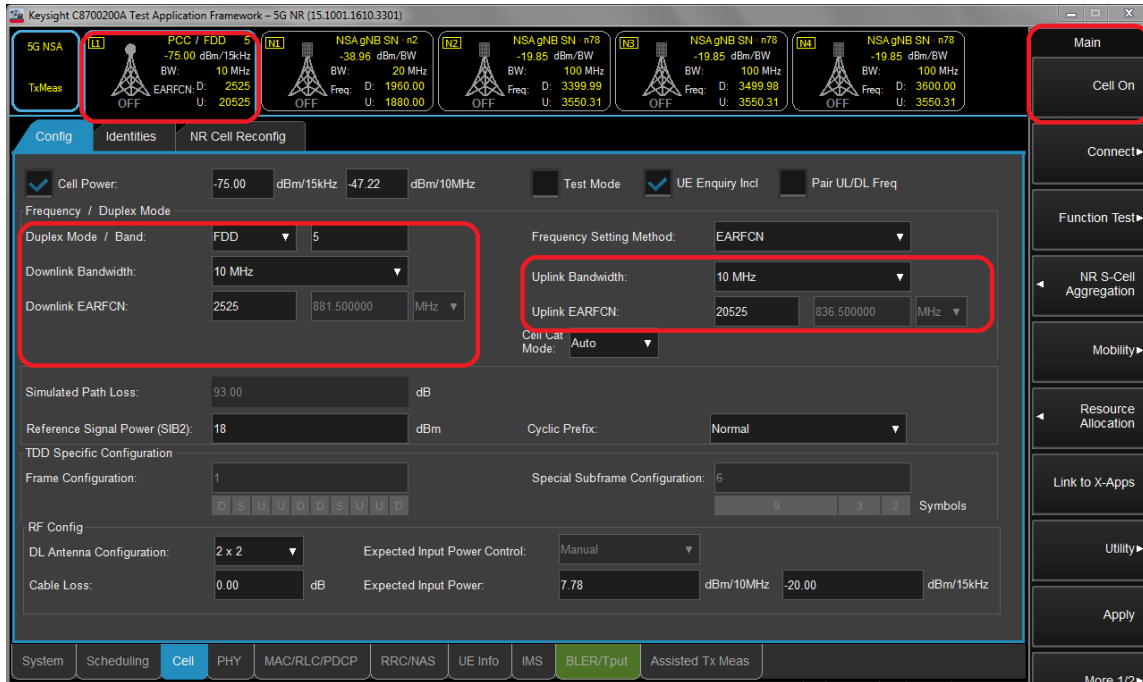 Keysight C8700200A Test Application Framework – 5G NR (15.1001.1610.3301)
5G NSA
TxMeas
L1
PCC / FDD 5
-75.00 dBm/15kHz
BW: 10 MHz
EARFCN: D: 2525
U: 20525
OFF
N1
NSA gNB SN n2
-38.96 dBm/BW
BW: 20 MHz
Freq: D: 1960.00
U: 1880.00
OFF
N2
NSA gNB SN n78
-19.85 dBm/BW
BW: 100 MHz
Freq: D: 3399.99
U: 3550.31
OFF
N3
NSA gNB SN n78
-19.85 dBm/BW
BW: 100 MHz
Freq: D: 3499.98
U: 3550.31
OFF
N4
NSA gNB SN n78
-19.85 dBm/BW
BW: 100 MHz
Freq: D: 3600.00
U: 3550.31
OFF
Main
Cell On
Connect
Function Test
NR S-Cell
Aggregation
Mobility
Resource
Allocation
Link to X-Apps
Utility
Apply
More 1/2
Config Identities NR Cell Reconfig
Cell Power: -75.00 dBm/15kHz -47.22 dBm/10MHz Test Mode UE Enquiry Incl Pair UL/DL Freq
Frequency / Duplex Mode
Duplex Mode / Band: FDD 5 Frequency Setting Method: EARFCN
Downlink Bandwidth: 10 MHz Uplink Bandwidth: 10 MHz
Downlink EARFCN: 2525 881.500000 MHz Uplink EARFCN: 20525 836.500000 MHz
Cell Cat
Mode: Auto
Simulated Path Loss: 93.00 dB
Reference Signal Power (SIB2): 18 dBm Cyclic Prefix: Normal
TDD Specific Configuration
Frame Configuration: 1 Special Subframe Configuration: 6
D S U U D D S U U D 9 3 2 Symbols
RF Config
DL Antenna Configuration: 2 x 2 Expected Input Power Control: Manual
Cable Loss: 0.00 dB Expected Input Power: 7.78 dBm/10MHz -20.00 dBm/15kHz
System Scheduling Cell PHY MAC/RLC/PDCP RRC/NAS UE Info IMS BLER/Tput Assisted Tx Meas